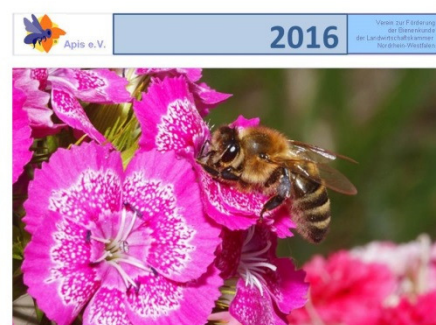 Apis e.V.
2016
Verein zur Förderung
der Bienenkunde
der Landwirtschaftskammer
Nordrhein-Westfalen